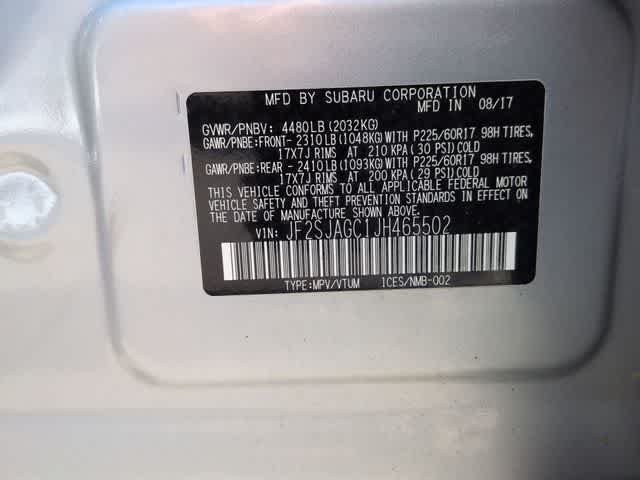 MFD BY SUBARU CORPORATION
MFD IN 08/17
GVWR/PNBV: 4480LB(2032KG)
GAWR/PNBE:FRONT-2310LB(1048KG)WITH P225/60R17 98H TIRES,
17X7J RIMS AT 210 KPA(30 PSI)COLD
GAWR/PNBE:REAR -2410LB(1093KG)WITH P225/60R17 98H TIRES,
17X7J RIMS AT 200 KPA(29 PSI)COLD
THIS VEHICLE CONFORMS TO ALL APPLICABLE FEDERAL MOTOR
VEHICLE SAFETY AND THEFT PREVENTION STANDARDS IN EFFECT ON
THE DATE OF MANUFACTURE SHOWN ABOVE.
VIN: JF2SJAGC1JH465502
TYPE:MPV/VTUM ICES/NMB-002